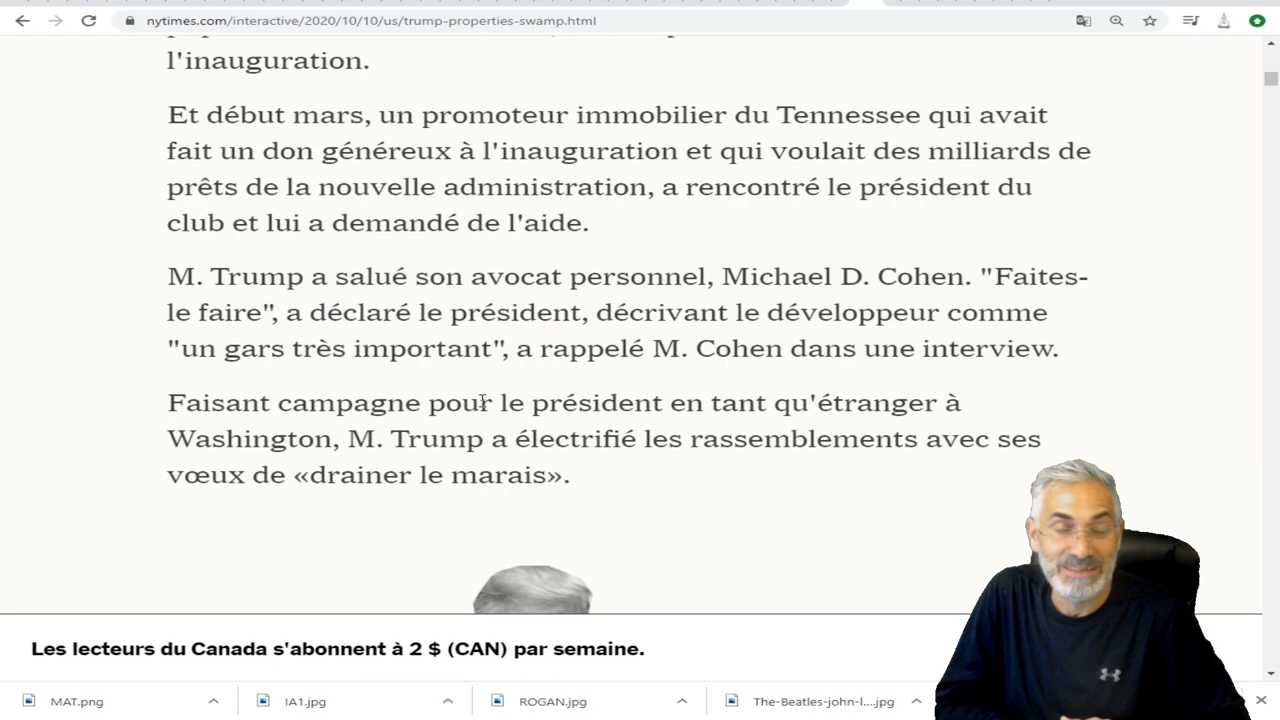 nytimes.com/interactive/2020/10/10/us/trump-properties-swamp.html
l'inauguration.
Et début mars, un promoteur immobilier du Tennessee qui avait
fait un don généreux à l'inauguration et qui voulait des milliards de
prêts de la nouvelle administration, a rencontré le président du
club et lui a demandé de l'aide.
M. Trump a salué son avocat personnel, Michael D. Cohen. "Faites-
le faire", a déclaré le président, décrivant le développeur comme
"un gars très important", a rappelé M. Cohen dans une interview.
Faisant campagne pour le président en tant qu'étranger à
Washington, M. Trump a électrifié les rassemblements avec ses
vœux de «drainer le marais».
Les lecteurs du Canada s'abonnent à 2 $ (CAN) par semaine.
MAT.png
IA1.jpg
ROGAN.jpg
The-Beatles-john-l....jpg